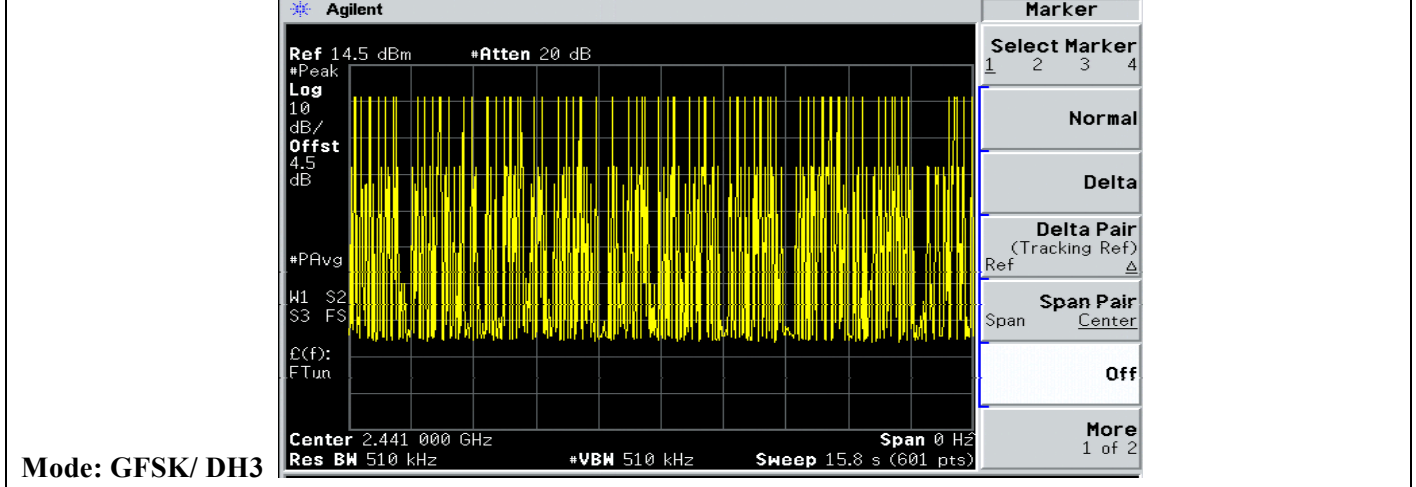 Agilent
Marker
Ref 14.5 dBm #Atten 20 dB
#Peak
Log
10
dB/
Offst
4.5
dB
#PAvg
W1 S2
S3 FS
£(f):
FTun
Center 2.441 000 GHz Span 0 Hz
Res BW 510 kHz #VBW 510 kHz Sweep 15.8 s (601 pts)
Select Marker
1 2 3 4
Normal
Delta
Delta Pair
(Tracking Ref)
Ref Δ
Span Pair
Span Center
Off
More
1 of 2
Mode: GFSK/ DH3